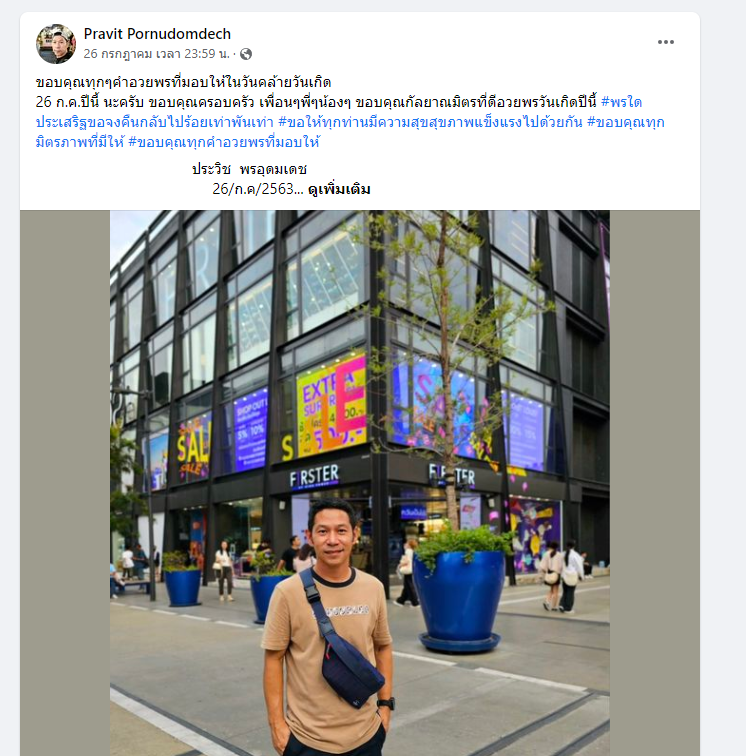 Pravit Pornudomdech
26 กรกฎาคม เวลา 23:59 น. ·
ขอบคุณทุกๆคำอวยพรที่มอบให้ในวันคล้ายวันเกิด
26 ก.ค.ปีนี้ นะครับ ขอบคุณครอบครัว เพื่อนๆพี่ๆน้องๆ ขอบคุณกัลยาณมิตรที่ดีอวยพรวันเกิดปีนี้ #พรใด
ประเสริฐขอจงคืนกลับไปร้อยเท่าพันเท่า #ขอให้ทุกท่านมีความสุขสุขภาพแข็งแรงไปด้วยกัน #ขอบคุณทุก
มิตรภาพที่มีให้ #ขอบคุณทุกคำอวยพรที่มอบให้
ประวิช พรอุดมเดช
26/ก.ค/2563... ดูเพิ่มเติม
EXTRA
SHOP OUT
5% 10%
SAL
SALE
S
E
FIRSTER
FIRSTER